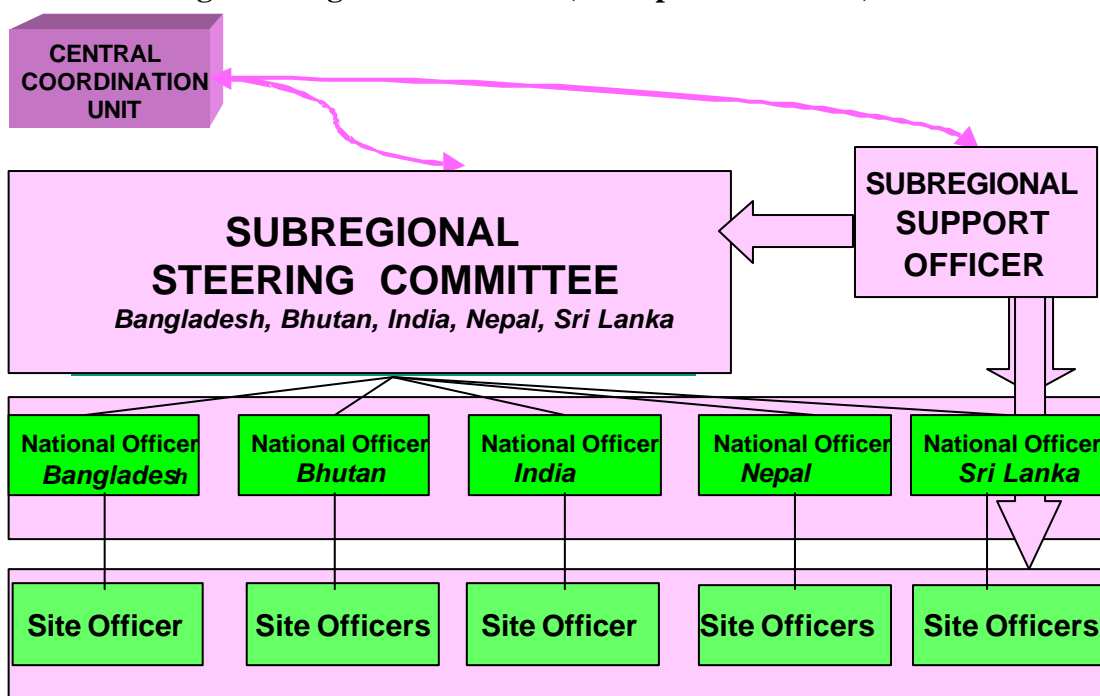 CENTRAL
COORDINATION
UNIT
SUBREGIONAL
SUPPORT
OFFICER
SUBREGIONAL
STEERING COMMITTEE
Bangladesh, Bhutan, India, Nepal, Sri Lanka
National Officer
Bangladesh
National Officer
Bhutan
National Officer
India
National Officer
Nepal
National Officer
Sri Lanka
Site Officer
Site Officers
Site Officer
Site Officers
Site Officers